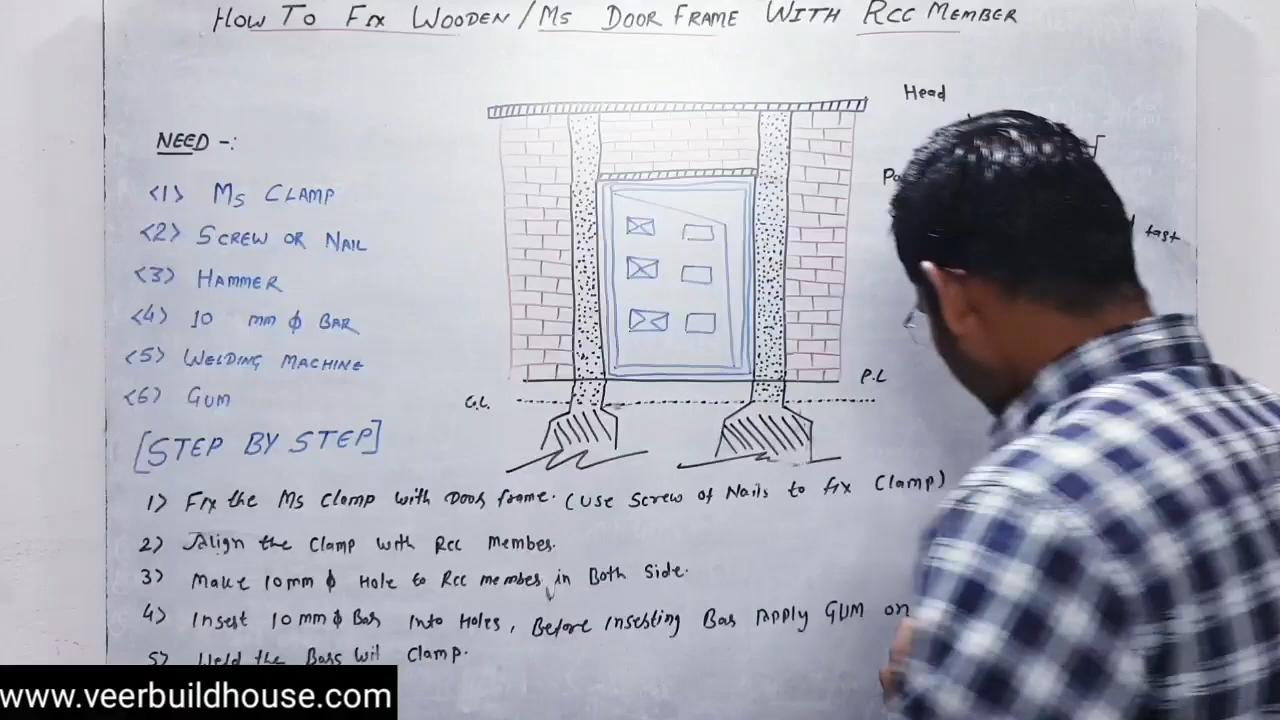 HOW TO FIX WOODEN / MS DOOR FRAME WITH RCC MEMBER
Head
NEED -:
<1> MS CLAMP
<2> SCREW OR NAIL
<3> HAMMER
<4> 10 mm ϕ BAR
<5> WELDING MACHINE
<6> GUM
fast
P.L
G.L.
[STEP BY STEP]
1) Fix the Ms Clamp with Door frame. (Use Screw of Nails to fix Clamp)
2) Align the Clamp with Rcc Member.
3) Make 10mm ϕ Hole to Rcc member in Both Side.
4) Insert 10mm ϕ Bar Into Holes, Before Inserting Bar Apply GUM on
5) Weld the Bars Wit Clamp.
www.veerbuildhouse.com